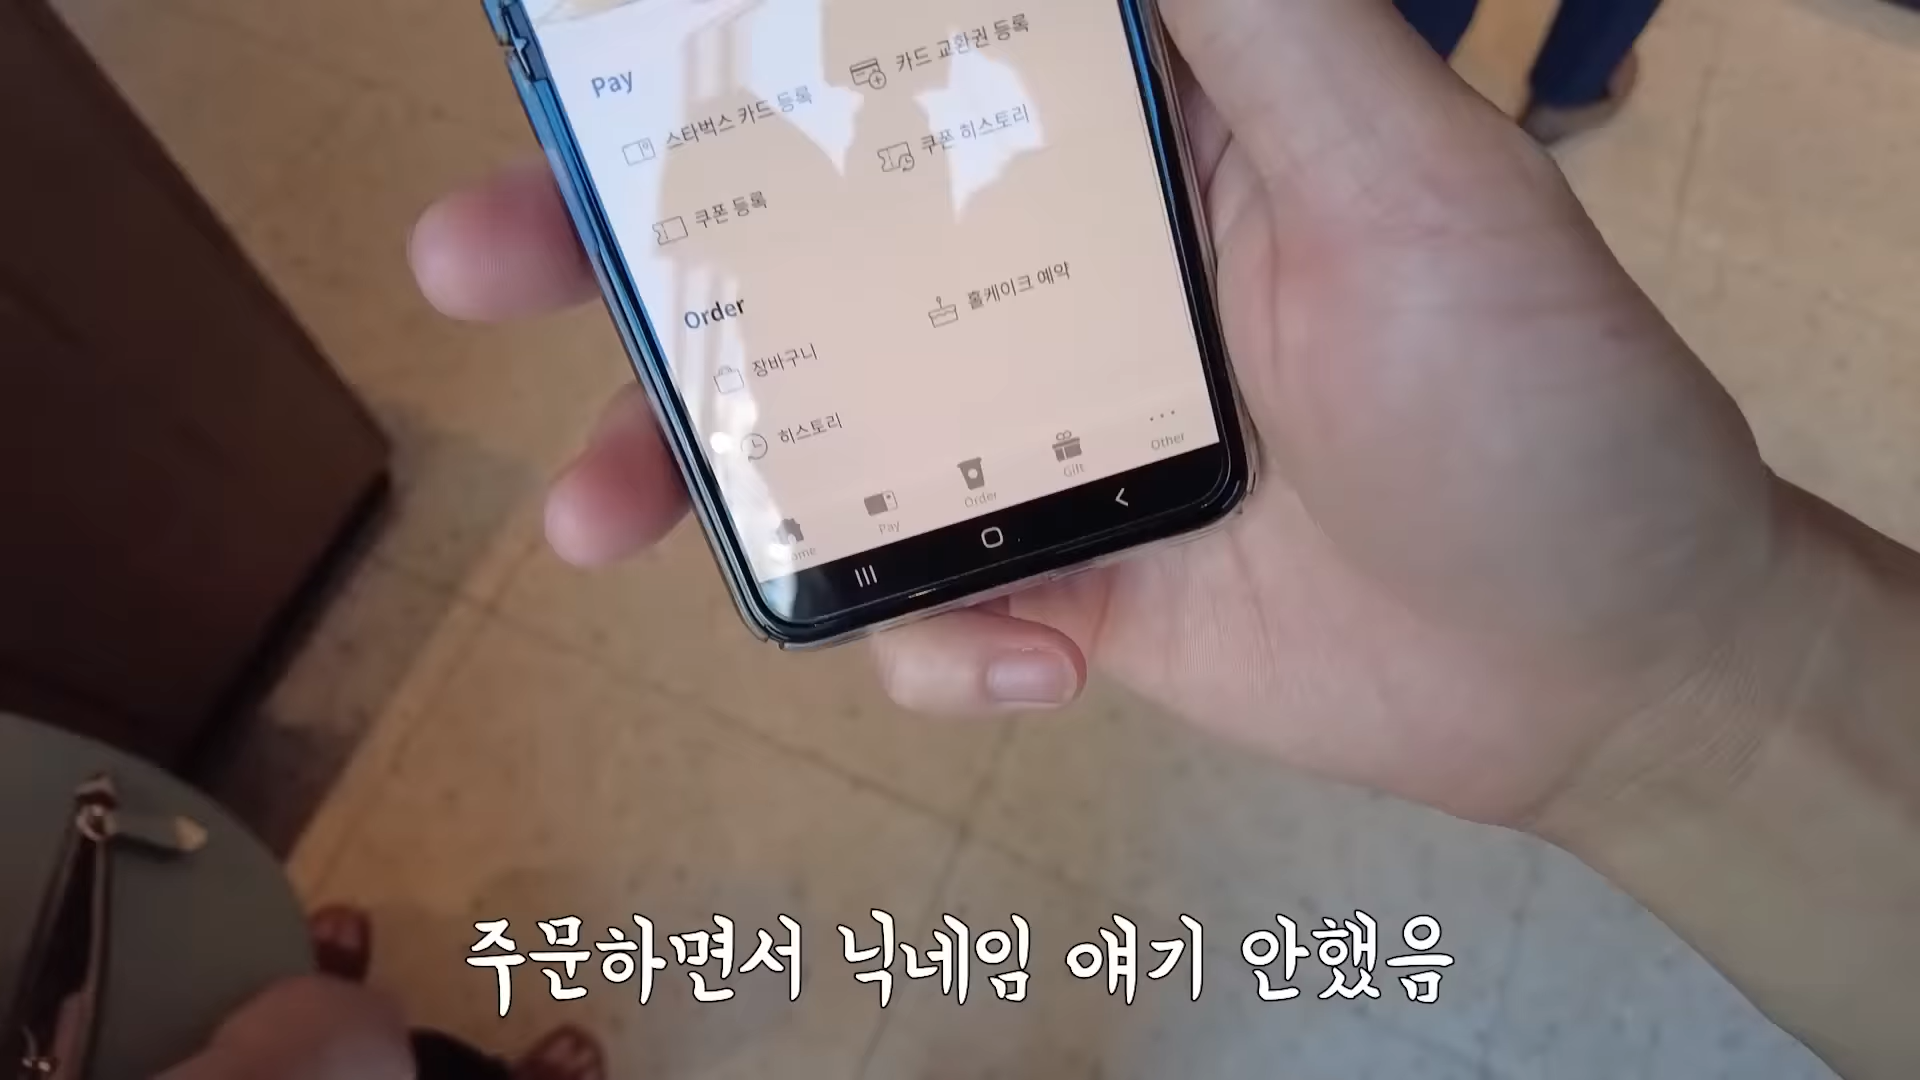 Pay
스타벅스 카드 등록
카드 교환권 등록
쿠폰 등록
쿠폰 히스토리
Order
장바구니
홀케이크 예약
히스토리
Home Pay Order Gift Other
주문하면서 닉네임 얘기 안했음